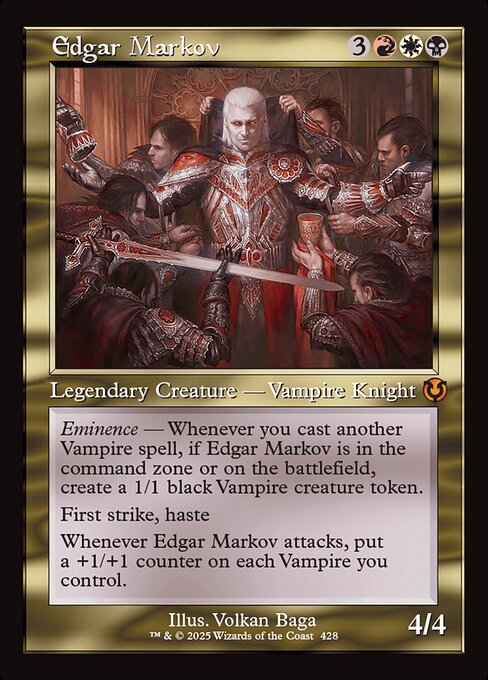 Edgar Markov 3
Legendary Creature — Vampire Knight
Eminence — Whenever you cast another
Vampire spell, if Edgar Markov is in the
command zone or on the battlefield,
create a 1/1 black Vampire creature token.
First strike, haste
Whenever Edgar Markov attacks, put
a +1/+1 counter on each Vampire you
control.
Illus. Volkan Baga
4/4
™ & © 2025 Wizards of the Coast 428